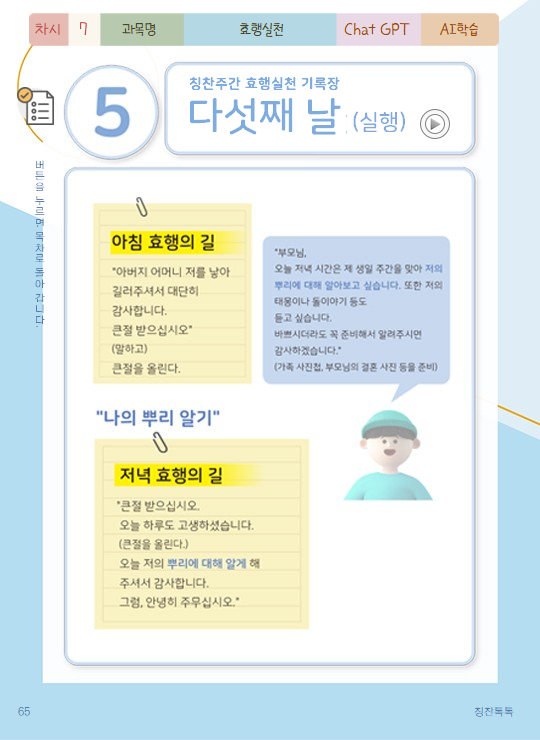 차시 7 과목명 효행실천 Chat GPT AI학습
5
칭찬주간 효행실천 기록장
다섯째 날 (실행)
버튼을 누르면 목차로 돌아 갑니다.
아침 효행의 길
"아버지 어머니 저를 낳아
길러주셔서 대단히
감사합니다.
큰절 받으십시오"
(말하고)
큰절을 올린다.
"부모님,
오늘 저녁 시간은 제 생일 주간을 맞아 저의
뿌리에 대해 알아보고 싶습니다. 또한 저의
태몽이나 돌이야기 등도
듣고 싶습니다.
바쁘시더라도 꼭 준비해서 알려주시면
감사하겠습니다."
(가족 사진첩, 부모님의 결혼 사진 등을 준비)
"나의 뿌리 알기"
저녁 효행의 길
"큰절 받으십시오.
오늘 하루도 고생하셨습니다.
(큰절을 올린다.)
오늘 저의 뿌리에 대해 알게 해
주셔서 감사합니다.
그럼, 안녕히 주무십시오."
65
칭찬톡톡